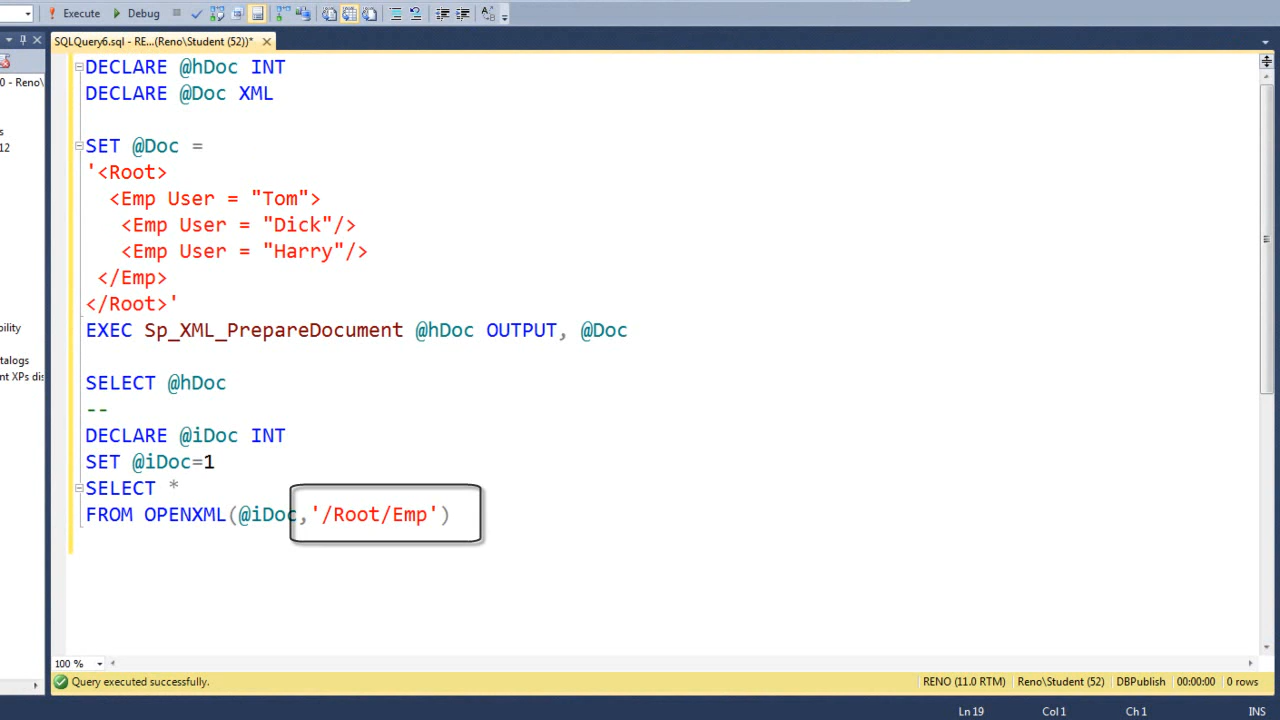 Execute Debug
SQLQuery6.sql - RE...(Reno\Student (52))*
0 - Reno\
DECLARE @hDoc INT
DECLARE @Doc XML
s
12
SET @Doc =
'<Root>
<Emp User = "Tom">
<Emp User = "Dick"/>
<Emp User = "Harry"/>
</Emp>
</Root>'
bility
EXEC Sp_XML_PrepareDocument @hDoc OUTPUT, @Doc
atalogs
nt XPs dis
SELECT @hDoc
--
DECLARE @iDoc INT
SET @iDoc=1
SELECT *
FROM OPENXML(@iDoc,'/Root/Emp')
100 %
Query executed successfully. RENO (11.0 RTM) Reno\Student (52) DBPublish 00:00:00 0 rows
Ln 19 Col 1 Ch 1 INS